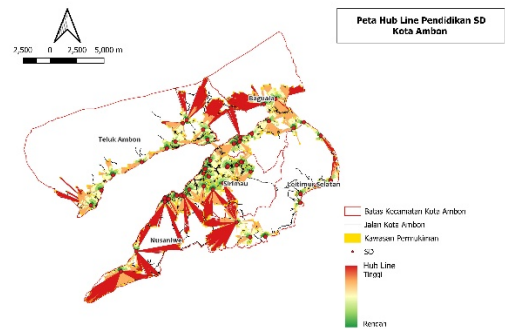 Peta Hub Line Pendidikan SD
Kota Ambon
2,500 0 2,500 5,000 m
Baguala
Teluk Ambon
Sirimau
Leitimur Selatan
Nusaniwe
Batas Kecamatan Kota Ambon
Jalan Kota Ambon
Kawasan Permukiman
SD
Hub Line
Tinggi
Rendah